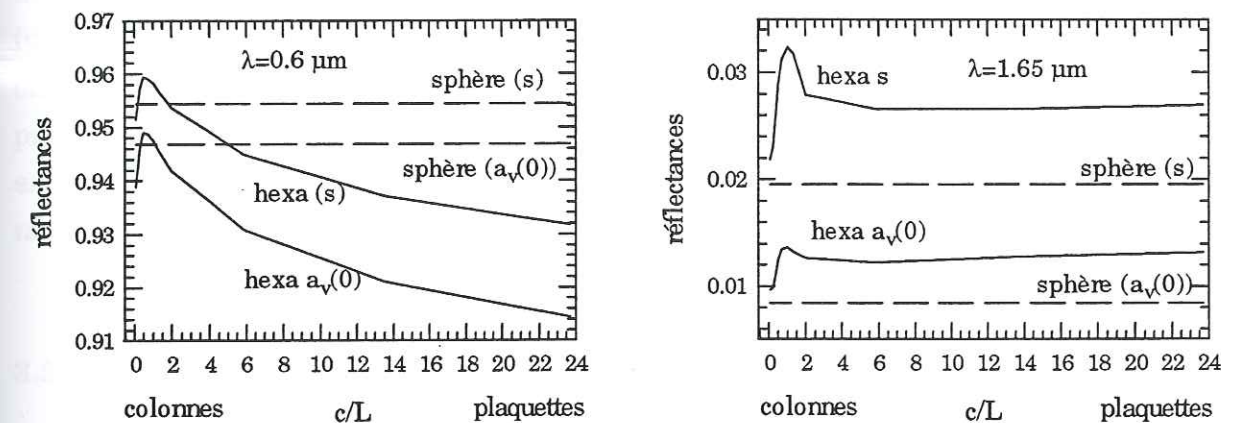 0.97
0.96
0.95
0.94
0.93
0.92
0.91
réflectances
λ=0.6 µm
sphère (s)
sphère (a_v(0))
hexa (s)
hexa a_v(0)
0 2 4 6 8 10 12 14 16 18 20 22 24
colonnes c/L plaquettes
0.03
0.02
0.01
réflectances
hexa s
λ=1.65 µm
sphère (s)
hexa a_v(0)
sphère (a_v(0))
0 2 4 6 8 10 12 14 16 18 20 22 24
colonnes c/L plaquettes